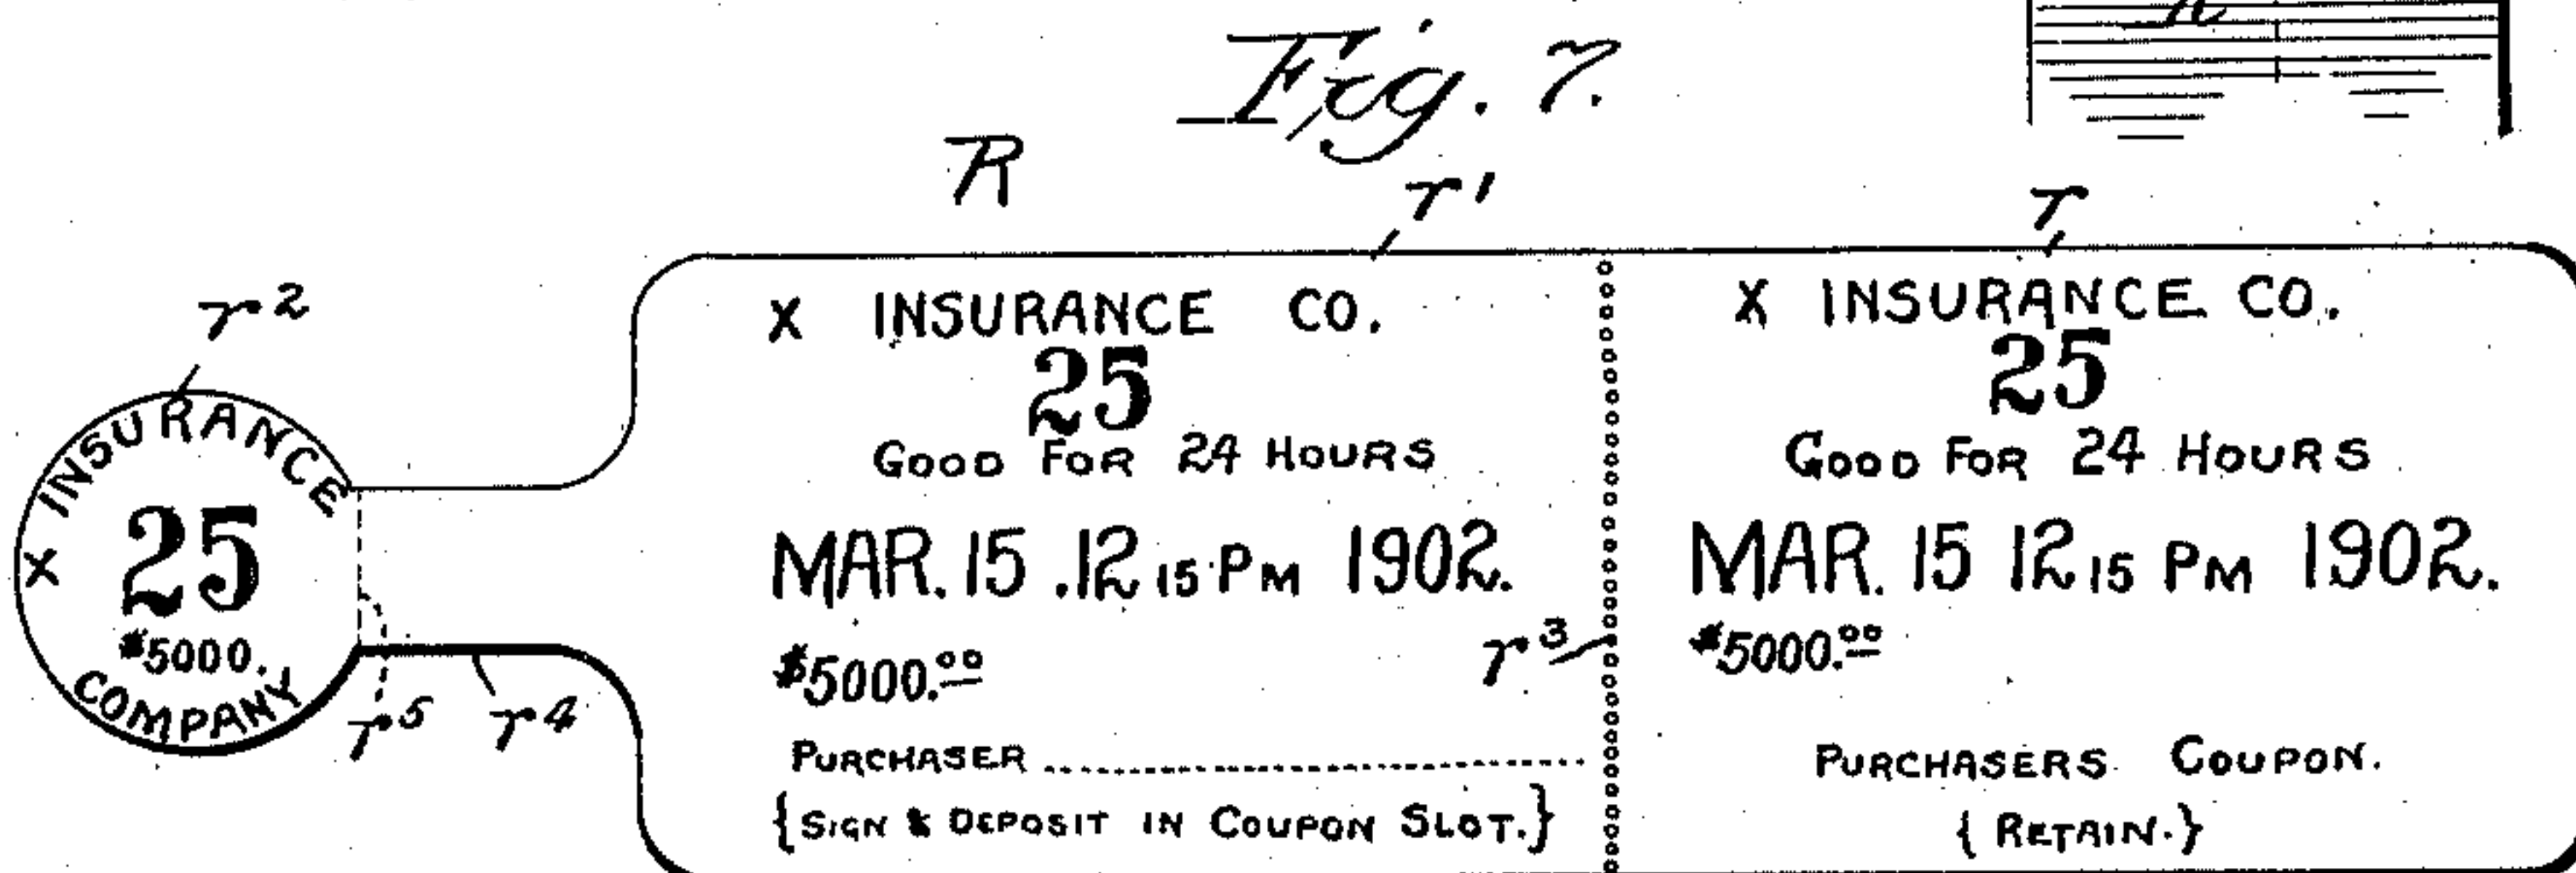 Fig. 7.
R
r'
r
r²
X INSURANCE
25
$5000.
COMPANY
r⁵
r⁴
X INSURANCE CO.
25
GOOD FOR 24 HOURS
MAR. 15 .12 15 PM 1902.
$5000.00
PURCHASER
{SIGN & DEPOSIT IN COUPON SLOT.}
r³
X INSURANCE CO.
25
GOOD FOR 24 HOURS
MAR. 15 12 15 PM 1902.
$5000.00
PURCHASERS COUPON.
{ RETAIN. }